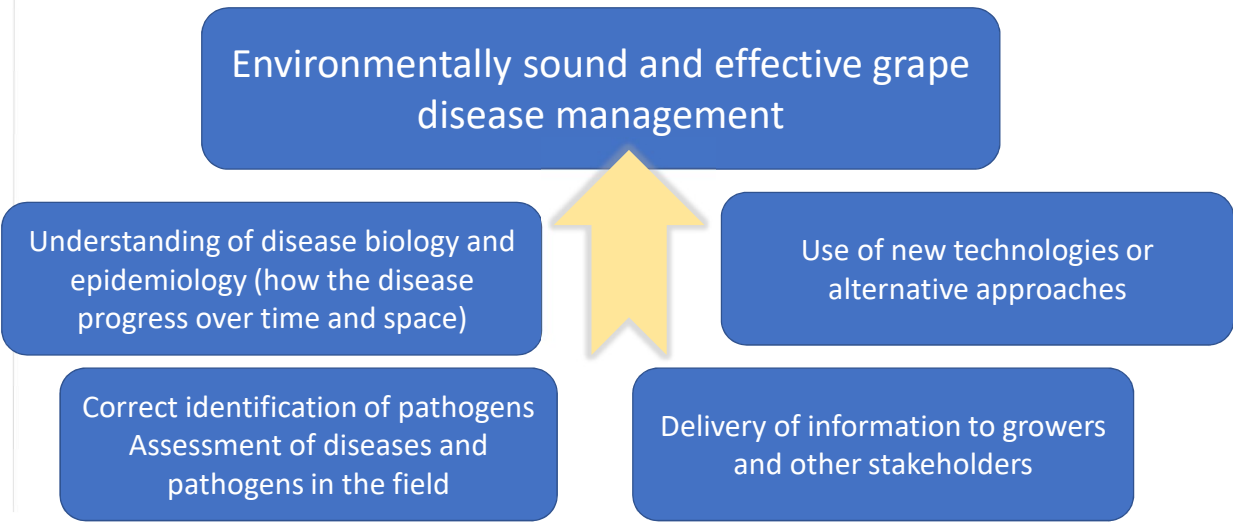 Environmentally sound and effective grape
disease management
Understanding of disease biology and
epidemiology (how the disease
progress over time and space)
Use of new technologies or
alternative approaches
Correct identification of pathogens
Assessment of diseases and
pathogens in the field
Delivery of information to growers
and other stakeholders